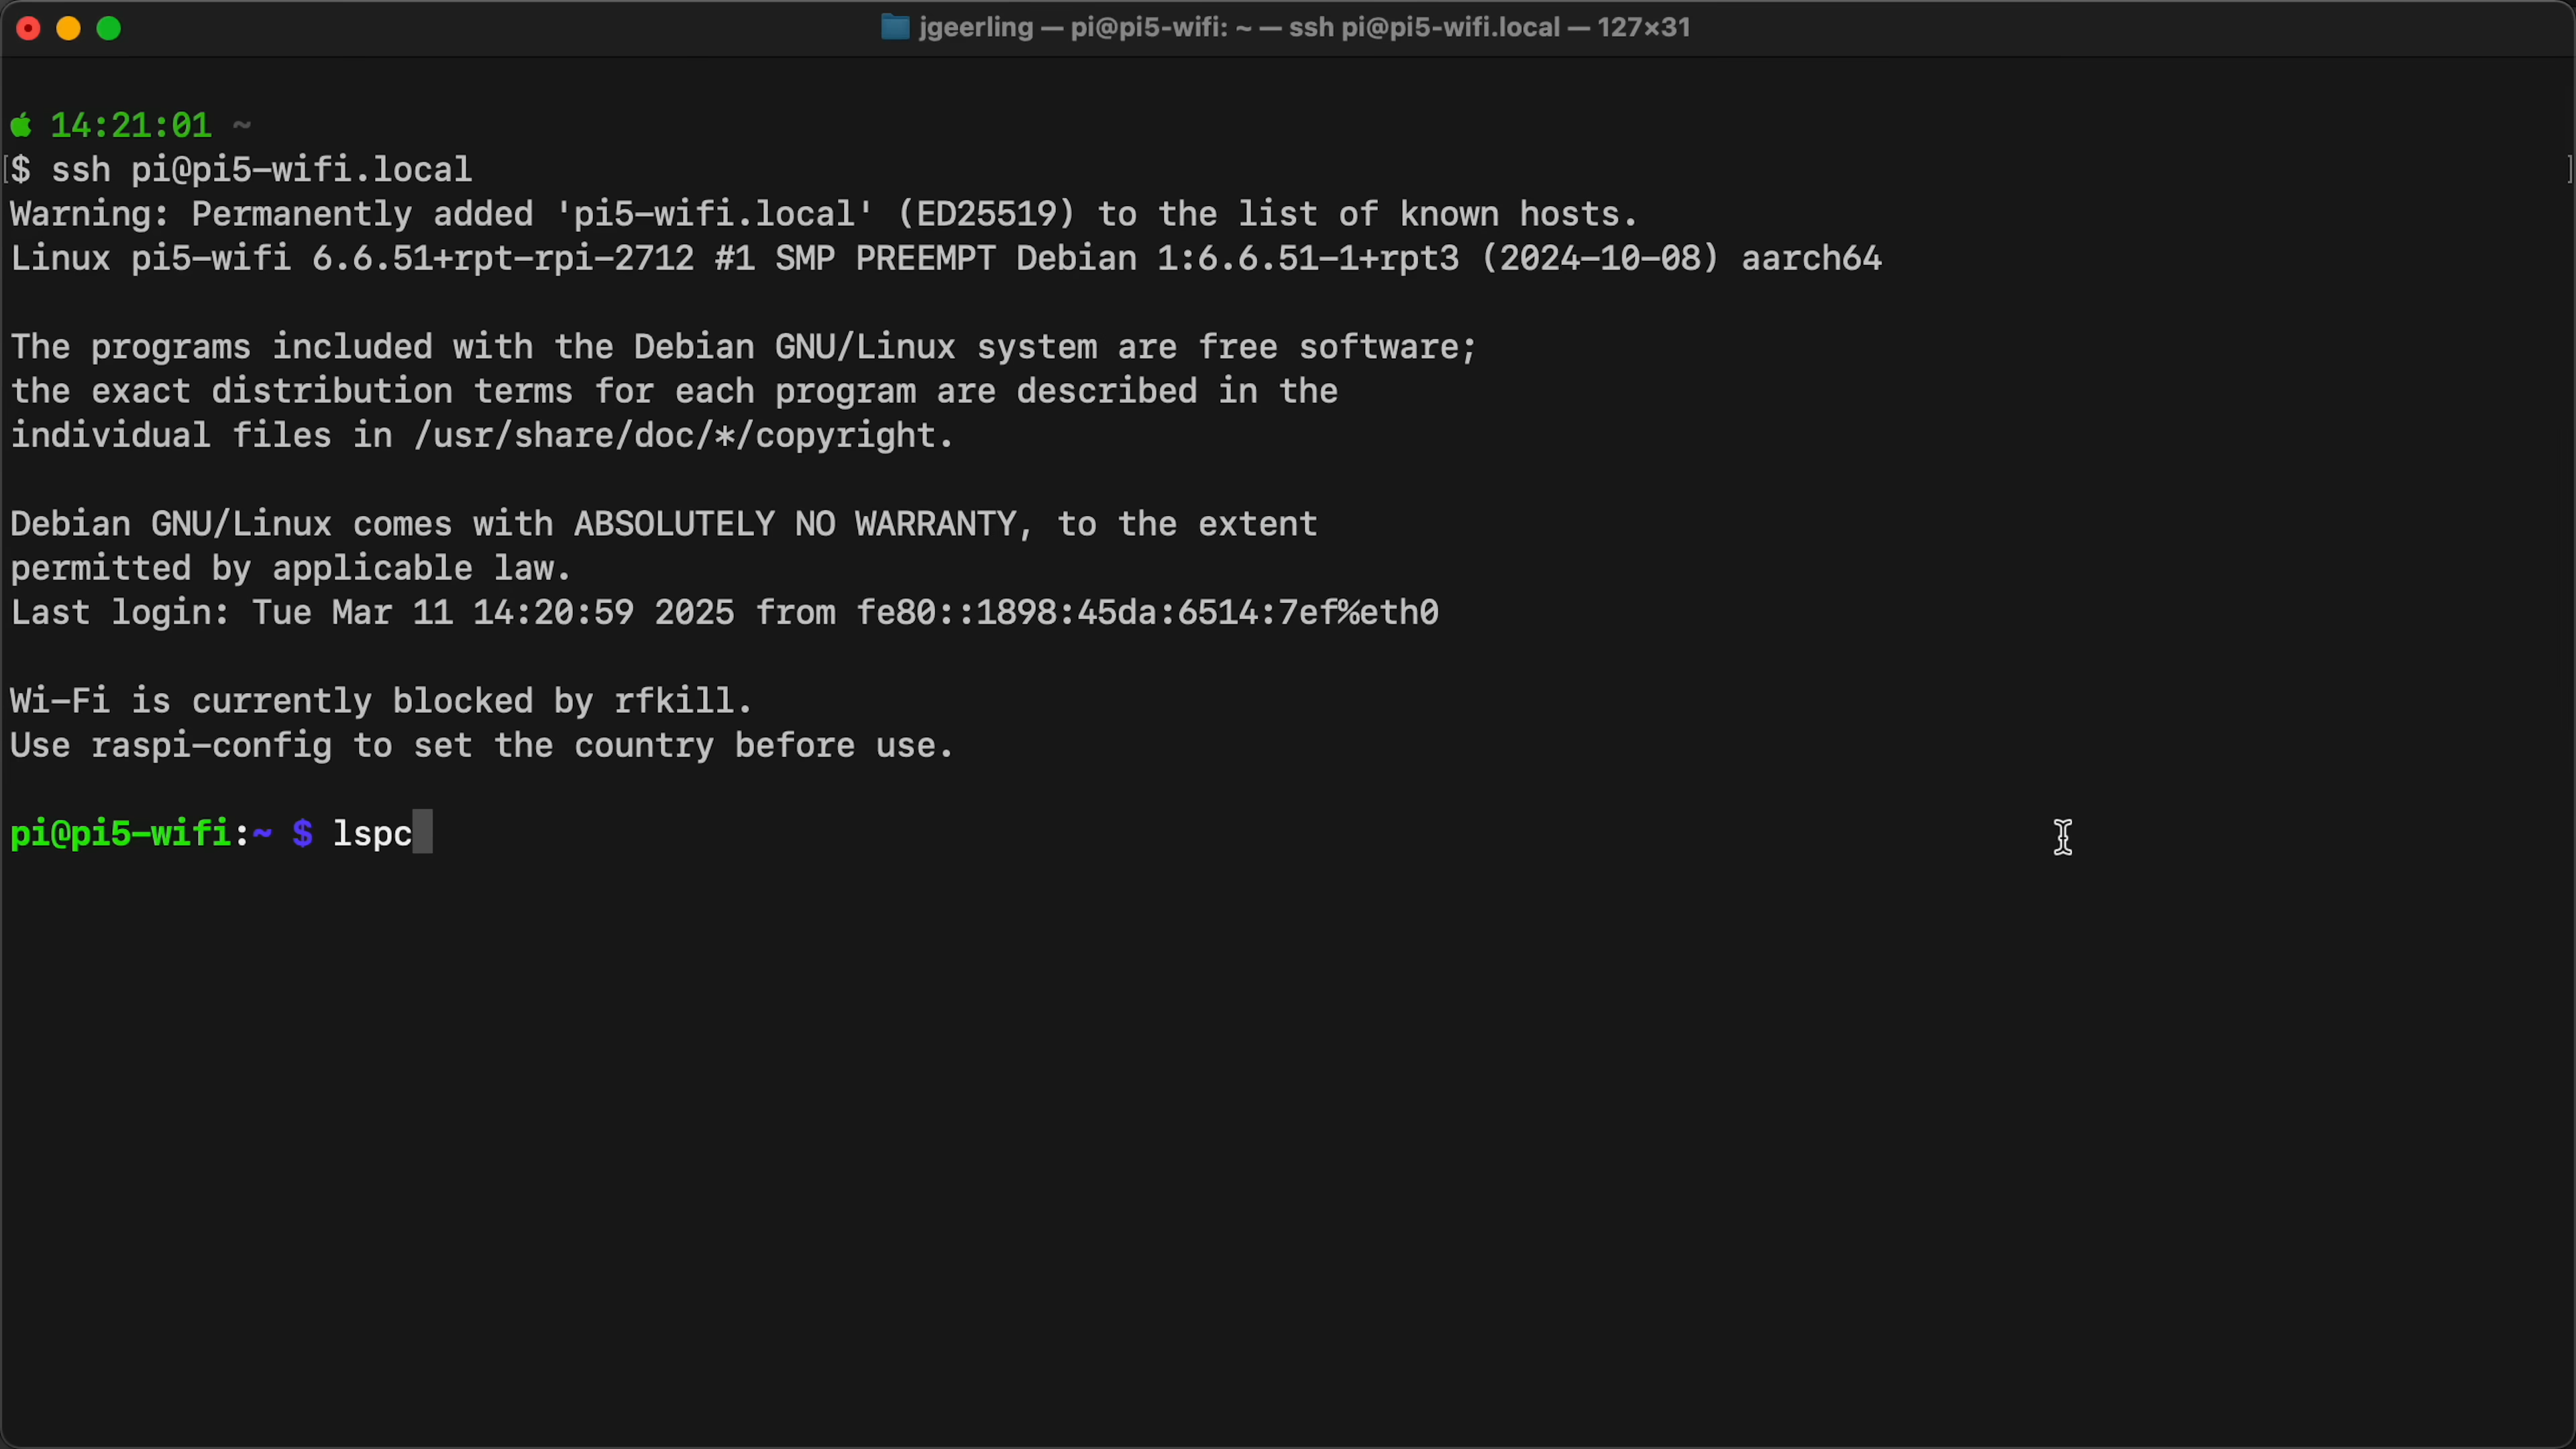 jgeerling — pi@pi5-wifi: ~ — ssh pi@pi5-wifi.local — 127×31
14:21:01 ~
[$ ssh pi@pi5-wifi.local ]
Warning: Permanently added 'pi5-wifi.local' (ED25519) to the list of known hosts.
Linux pi5-wifi 6.6.51+rpt-rpi-2712 #1 SMP PREEMPT Debian 1:6.6.51-1+rpt3 (2024-10-08) aarch64
The programs included with the Debian GNU/Linux system are free software;
the exact distribution terms for each program are described in the
individual files in /usr/share/doc/*/copyright.
Debian GNU/Linux comes with ABSOLUTELY NO WARRANTY, to the extent
permitted by applicable law.
Last login: Tue Mar 11 14:20:59 2025 from fe80::1898:45da:6514:7ef%eth0
Wi-Fi is currently blocked by rfkill.
Use raspi-config to set the country before use.
pi@pi5-wifi:~ $ lspc